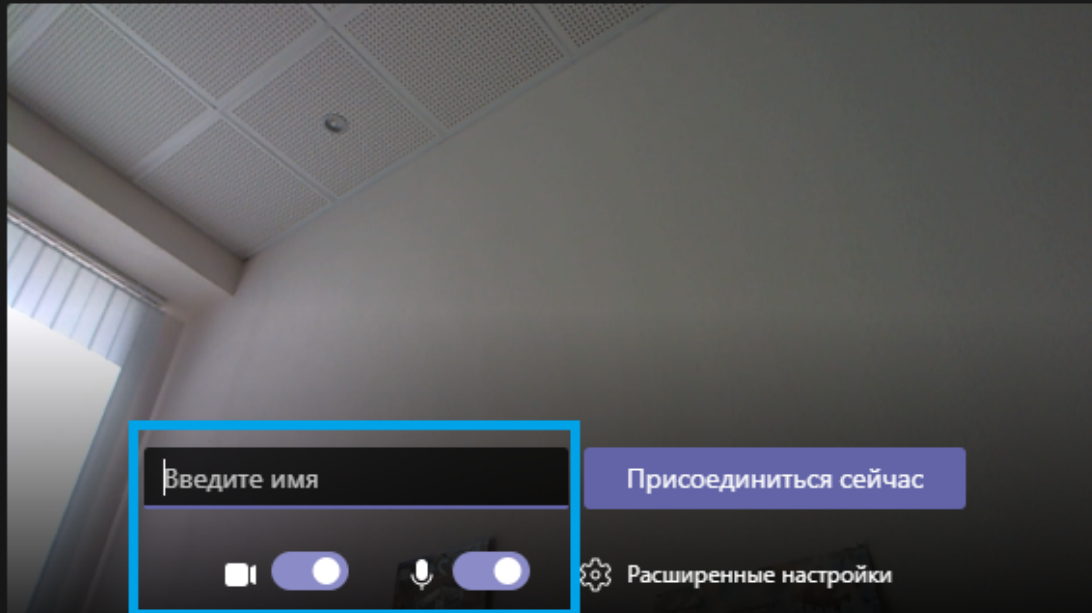 Введите имя
Присоединиться сейчас
Расширенные настройки